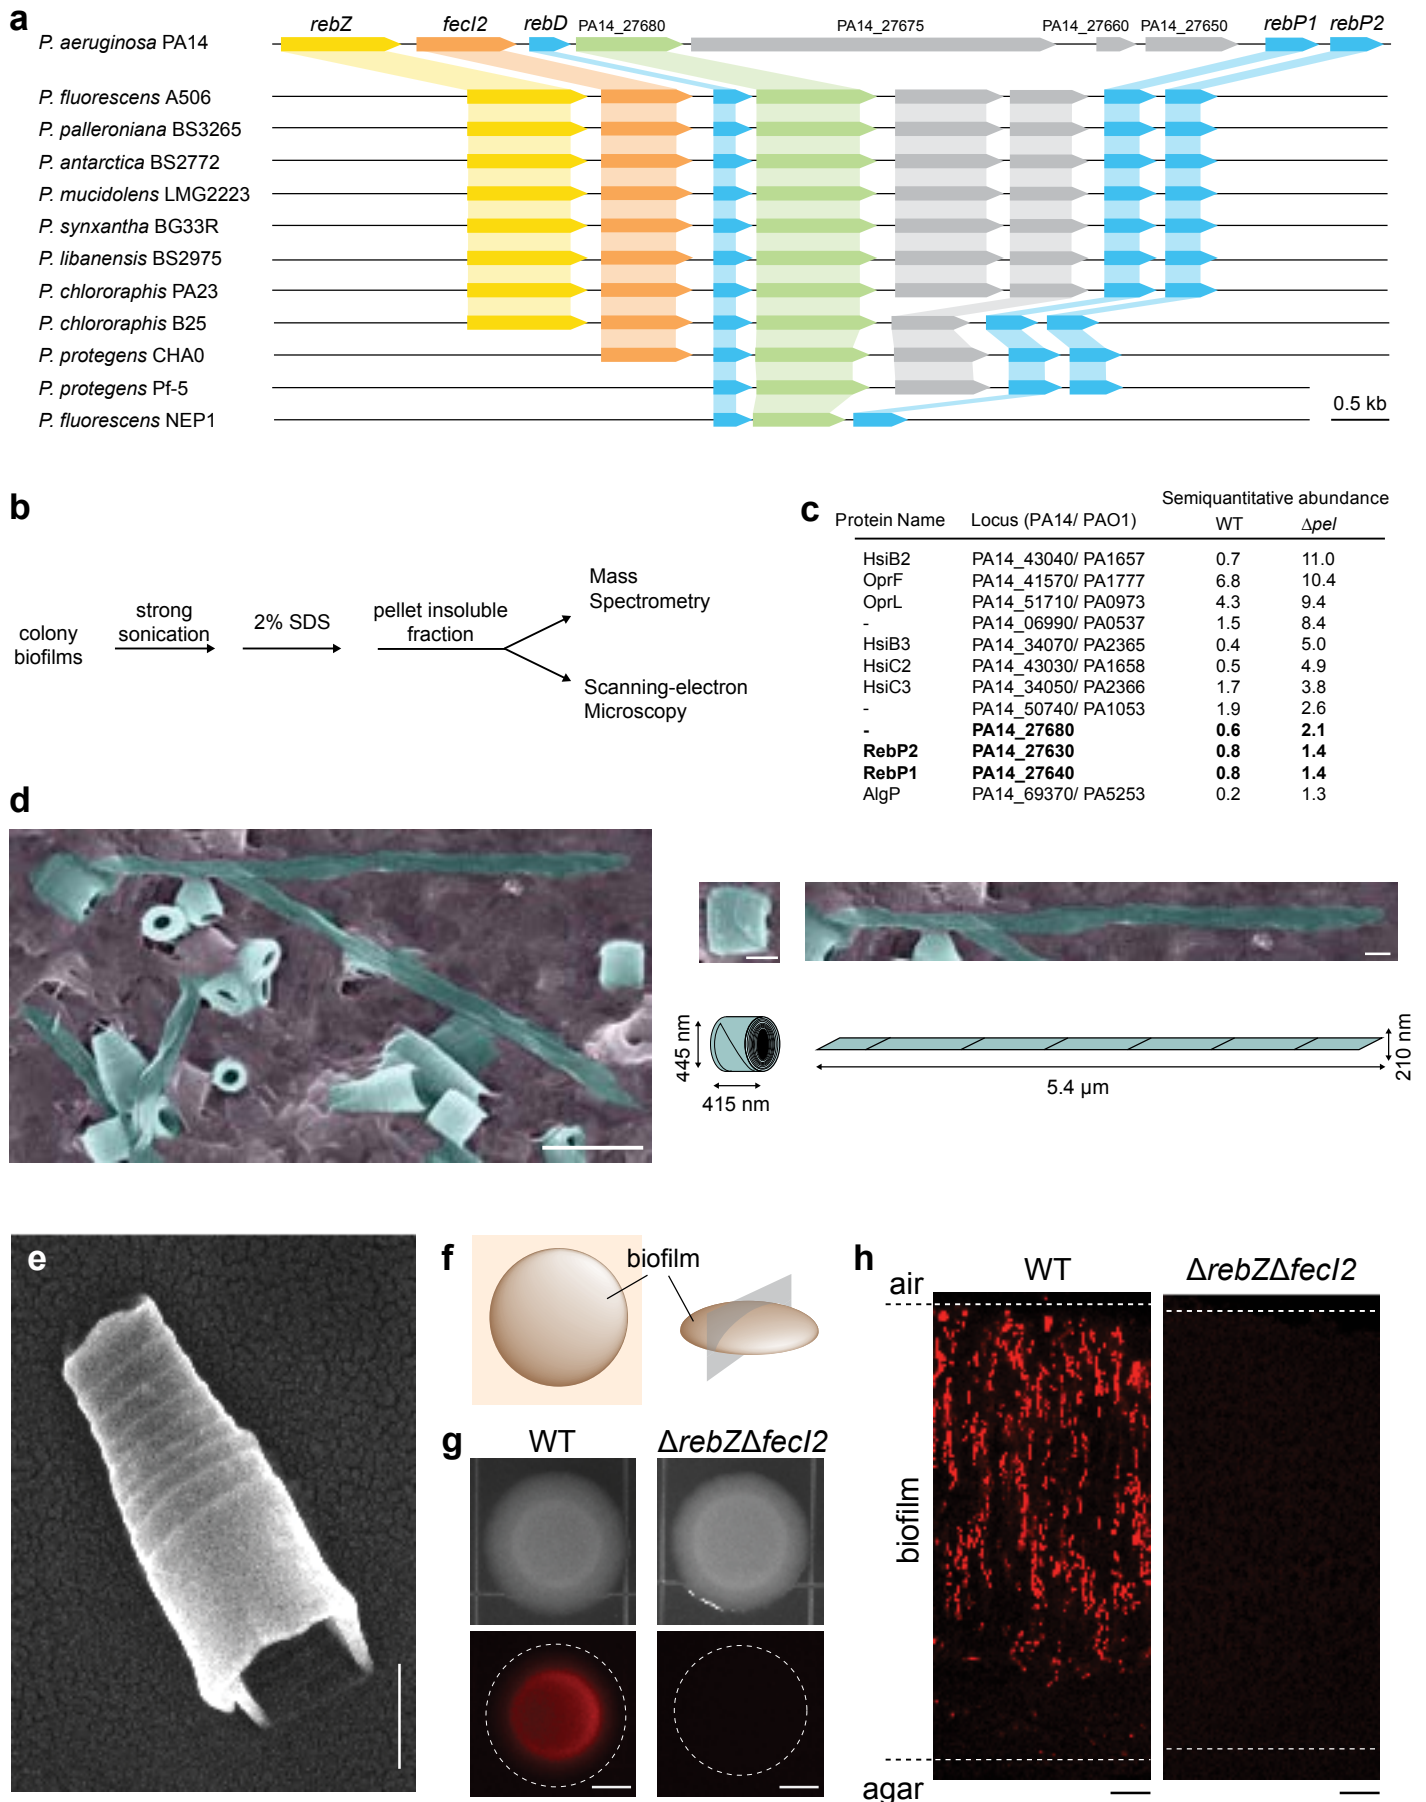 a
rebZ fecI2 rebD PA14_27680 PA14_27675 PA14_27660 PA14_27650 rebP1 rebP2
P. aeruginosa PA14
P. fluorescens A506
P. palleroniana BS3265
P. antarctica BS2772
P. mucidolens LMG2223
P. synxantha BG33R
P. libanensis BS2975
P. chlororaphis PA23
P. chlororaphis B25
P. protegens CHA0
P. protegens Pf-5
P. fluorescens NEP1
0.5 kb
b
colony
biofilms
strong
sonication
2% SDS
pellet insoluble
fraction
Mass
Spectrometry
Scanning-electron
Microscopy
c
Semiquantitative abundance
Protein Name Locus (PA14/ PAO1) WT Δpel
HsiB2 PA14_43040/ PA1657 0.7 11.0
OprF PA14_41570/ PA1777 6.8 10.4
OprL PA14_51710/ PA0973 4.3 9.4
- PA14_06990/ PA0537 1.5 8.4
HsiB3 PA14_34070/ PA2365 0.4 5.0
HsiC2 PA14_43030/ PA1658 0.5 4.9
HsiC3 PA14_34050/ PA2366 1.7 3.8
- PA14_50740/ PA1053 1.9 2.6
- PA14_27680 0.6 2.1
RebP2 PA14_27630 0.8 1.4
RebP1 PA14_27640 0.8 1.4
AlgP PA14_69370/ PA5253 0.2 1.3
d
445 nm
415 nm
5.4 µm
210 nm
e
f
biofilm
g
WT ΔrebZΔfecI2
h
WT ΔrebZΔfecI2
air
biofilm
agar